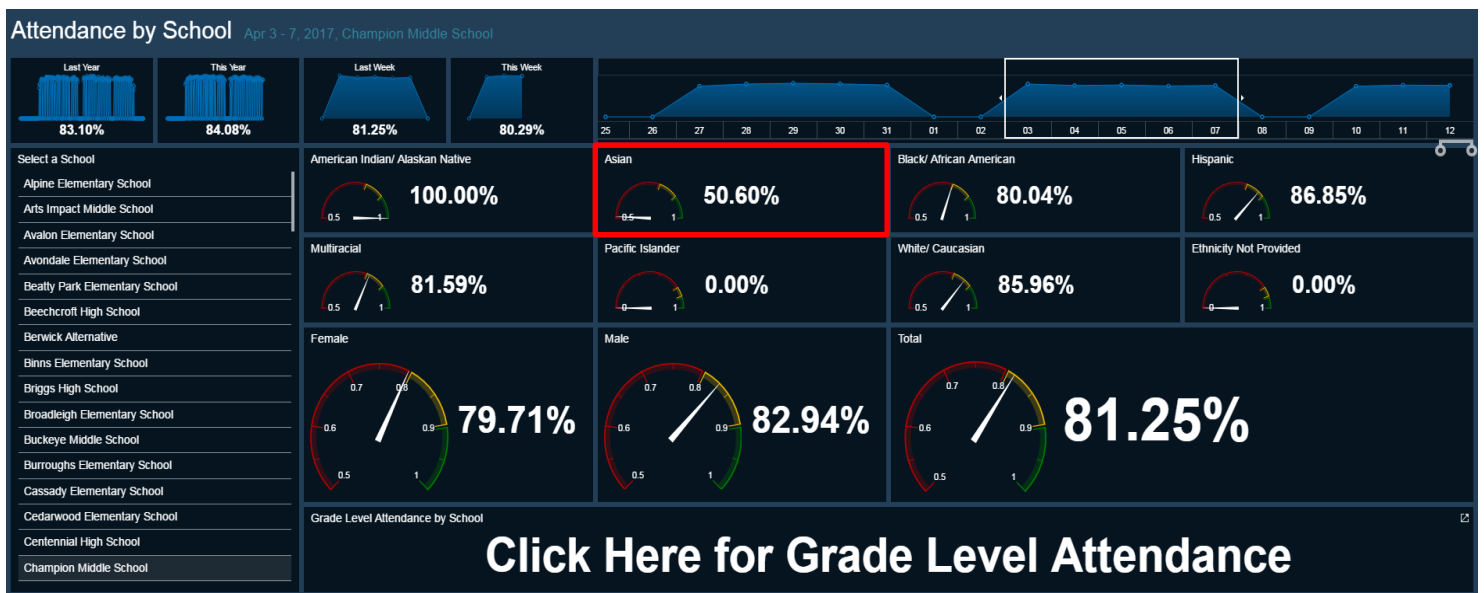 Attendance by School Apr 3 - 7, 2017, Champion Middle School
Last Year
83.10%
This Year
84.08%
Last Week
81.25%
This Week
80.29%
25 26 27 28 29 30 31 01 02 03 04 05 06 07 08 09 10 11 12
Select a School
Alpine Elementary School
Arts Impact Middle School
Avalon Elementary School
Avondale Elementary School
Beatty Park Elementary School
Beechcroft High School
Berwick Alternative
Binns Elementary School
Briggs High School
Broadleigh Elementary School
Buckeye Middle School
Burroughs Elementary School
Cassady Elementary School
Cedarwood Elementary School
Centennial High School
Champion Middle School
American Indian/ Alaskan Native
0.5 1
100.00%
Asian
0.5 1
50.60%
Black/ African American
0.5 1
80.04%
Hispanic
0.5 1
86.85%
Multiracial
0.5 1
81.59%
Pacific Islander
0 1
0.00%
White/ Caucasian
0.5 1
85.96%
Ethnicity Not Provided
0 1
0.00%
Female
0.5 0.6 0.7 0.8 0.9 1
79.71%
Male
0.5 0.6 0.7 0.8 0.9 1
82.94%
Total
0.5 0.6 0.7 0.8 0.9 1
81.25%
Grade Level Attendance by School
Click Here for Grade Level Attendance